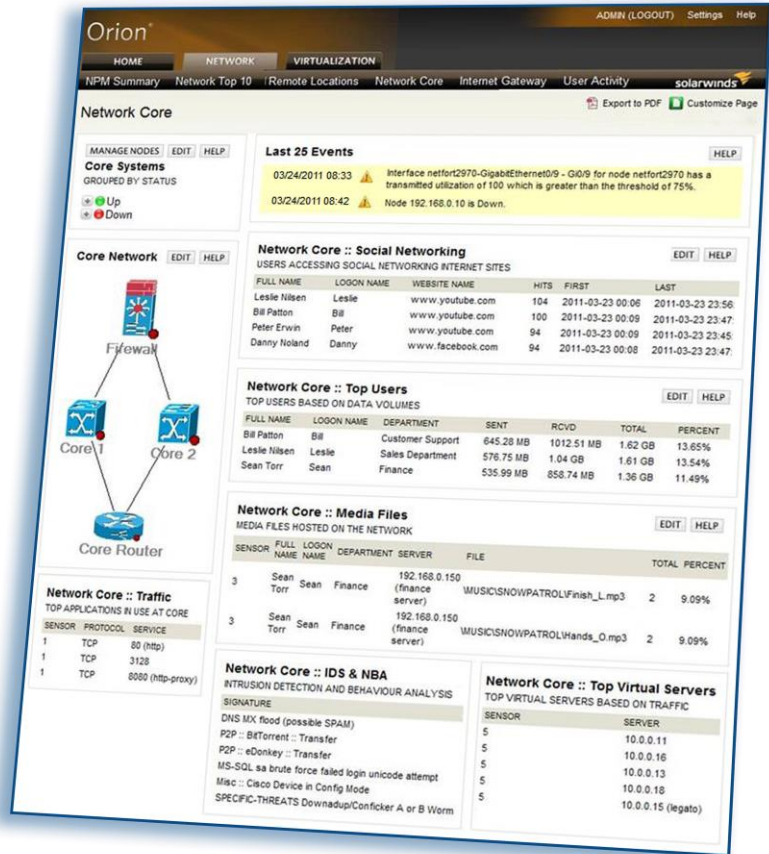 ADMIN (LOGOUT) Settings Help
Orion
HOME NETWORK VIRTUALIZATION
NPM Summary Network Top 10 Remote Locations Network Core Internet Gateway User Activity solarwinds
Network Core
Export to PDF Customize Page
MANAGE NODES EDIT HELP
Core Systems
GROUPED BY STATUS
Up
Down
Last 25 Events HELP
03/24/2011 08:33 Interface netfort2970-GigabitEthernet0/9 - Gi0/9 for node netfort2970 has a
transmitted utilization of 100 which is greater than the threshold of 75%.
03/24/2011 08:42 Node 192.168.0.10 is Down.
Core Network EDIT HELP
Firewall
Core 1 Core 2
Core Router
Network Core :: Social Networking EDIT HELP
USERS ACCESSING SOCIAL NETWORKING INTERNET SITES
FULL NAME LOGON NAME WEBSITE NAME HITS FIRST LAST
Leslie Nilsen Leslie www.youtube.com 104 2011-03-23 00:06 2011-03-23 23:56:
Bill Patton Bill www.youtube.com 100 2011-03-23 00:09 2011-03-23 23:47:
Peter Erwin Peter www.youtube.com 94 2011-03-23 00:09 2011-03-23 23:45:
Danny Noland Danny www.facebook.com 94 2011-03-23 00:08 2011-03-23 23:47:
Network Core :: Top Users EDIT HELP
TOP USERS BASED ON DATA VOLUMES
FULL NAME LOGON NAME DEPARTMENT SENT RCVD TOTAL PERCENT
Bill Patton Bill Customer Support 645.28 MB 1012.51 MB 1.62 GB 13.65%
Leslie Nilsen Leslie Sales Department 576.75 MB 1.04 GB 1.61 GB 13.54%
Sean Torr Sean Finance 535.99 MB 858.74 MB 1.36 GB 11.49%
Network Core :: Media Files EDIT HELP
MEDIA FILES HOSTED ON THE NETWORK
SENSOR FULL NAME LOGON NAME DEPARTMENT SERVER FILE TOTAL PERCENT
3 Sean Torr Sean Finance 192.168.0.150 (finance server) \MUSIC\SNOWPATROL\Finish_L.mp3 2 9.09%
3 Sean Torr Sean Finance 192.168.0.150 (finance server) \MUSIC\SNOWPATROL\Hands_O.mp3 2 9.09%
Network Core :: Traffic
TOP APPLICATIONS IN USE AT CORE
SENSOR PROTOCOL SERVICE
1 TCP 80 (http)
1 TCP 3128
1 TCP 8080 (http-proxy)
Network Core :: IDS & NBA
INTRUSION DETECTION AND BEHAVIOUR ANALYSIS
SIGNATURE
DNS MX flood (possible SPAM)
P2P :: BitTorrent :: Transfer
P2P :: eDonkey :: Transfer
MS-SQL sa brute force failed login unicode attempt
Misc :: Cisco Device in Config Mode
SPECIFIC-THREATS Downadup/Conficker A or B Worm
Network Core :: Top Virtual Servers
TOP VIRTUAL SERVERS BASED ON TRAFFIC
SENSOR SERVER
5 10.0.0.11
5 10.0.0.16
5 10.0.0.13
5 10.0.0.18
5 10.0.0.15 (legato)